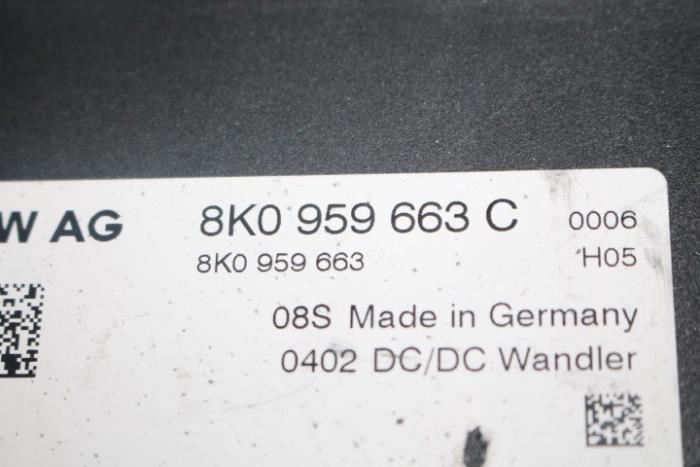 W AG 8K0 959 663 C 0006
8K0 959 663 H05
08S Made in Germany
0402 DC/DC Wandler